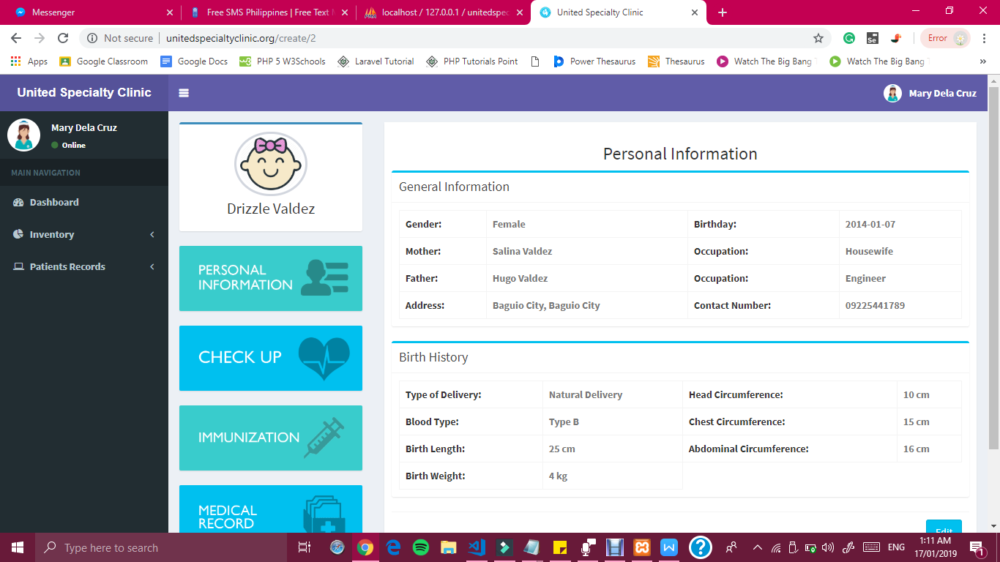 Messenger
Free SMS Philippines | Free Text M
localhost / 127.0.0.1 / unitedspec
United Specialty Clinic
Not secure
unitedspecialtyclinic.org/create/2
Se
Error
Apps
Google Classroom
Google Docs
PHP 5 W3Schools
Laravel Tutorial
PHP Tutorials Point
Power Thesaurus
Thesaurus
Watch The Big Bang
Watch The Big Bang
United Specialty Clinic
Mary Dela Cruz
Mary Dela Cruz
Online
MAIN NAVIGATION
Dashboard
Inventory
Patients Records
Drizzle Valdez
PERSONAL
INFORMATION
CHECK UP
IMMUNIZATION
MEDICAL
RECORD
Personal Information
General Information
Gender: Female Birthday: 2014-01-07
Mother: Salina Valdez Occupation: Housewife
Father: Hugo Valdez Occupation: Engineer
Address: Baguio City, Baguio City Contact Number: 09225441789
Birth History
Type of Delivery: Natural Delivery Head Circumference: 10 cm
Blood Type: Type B Chest Circumference: 15 cm
Birth Length: 25 cm Abdominal Circumference: 16 cm
Birth Weight: 4 kg
Edit
Type here to search
ENG
1:11 AM
17/01/2019
1